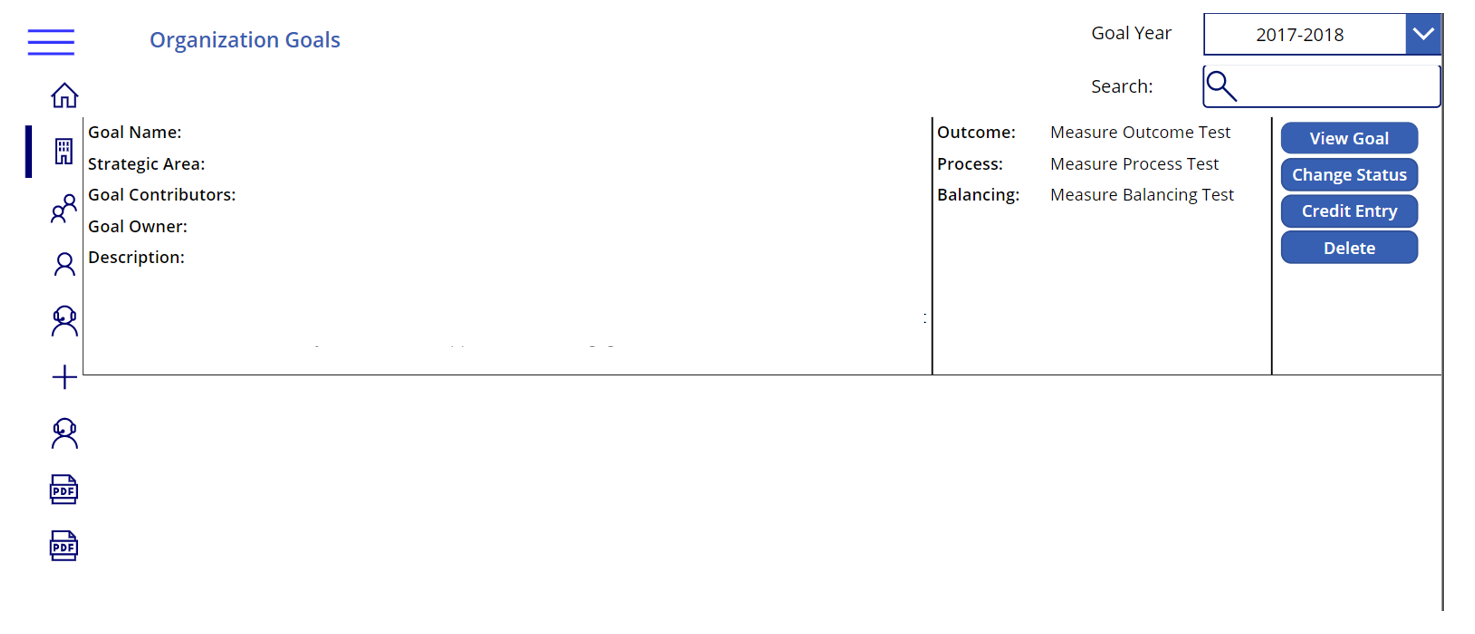 Organization Goals
Goal Year
2017-2018
Search:
Goal Name:
Strategic Area:
Goal Contributors:
Goal Owner:
Description:
Outcome: Measure Outcome Test
Process: Measure Process Test
Balancing: Measure Balancing Test
View Goal
Change Status
Credit Entry
Delete
PDF
PDF